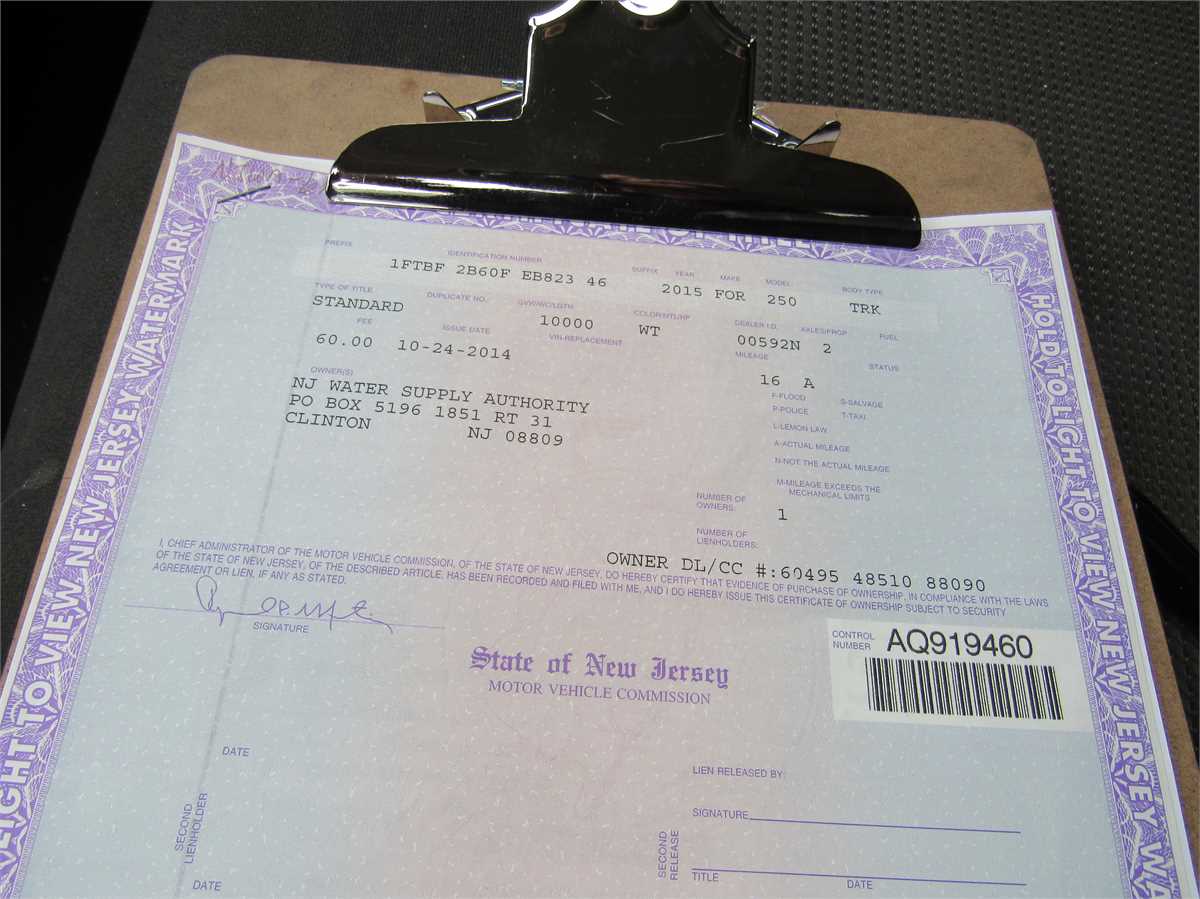 PREFIX IDENTIFICATION NUMBER SUFFIX YEAR MAKE MODEL BODY TYPE
1FTBF 2B60F EB823 46 2015 FOR 250 TRK
TYPE OF TITLE DUPLICATE NO. GVW/WC/LGTH COLOR/MTL/HP DEALER I.D. AXLES/PROP FUEL
STANDARD 10000 WT 00592N 2
FEE ISSUE DATE VIN-REPLACEMENT MILEAGE STATUS
60.00 10-24-2014 16 A
OWNER(S)
NJ WATER SUPPLY AUTHORITY
PO BOX 5196 1851 RT 31
CLINTON NJ 08809
F-FLOOD S-SALVAGE
P-POLICE T-TAXI
L-LEMON LAW
A-ACTUAL MILEAGE
N-NOT THE ACTUAL MILEAGE
M-MILEAGE EXCEEDS THE
MECHANICAL LIMITS
NUMBER OF
OWNERS:
1
NUMBER OF
LIENHOLDERS:
OWNER DL/CC #:60495 48510 88090
I, CHIEF ADMINISTRATOR OF THE MOTOR VEHICLE COMMISSION, OF THE STATE OF NEW JERSEY, DO HEREBY CERTIFY THAT EVIDENCE OF PURCHASE OF OWNERSHIP, IN COMPLIANCE WITH THE LAWS
OF THE STATE OF NEW JERSEY, OF THE DESCRIBED ARTICLE, HAS BEEN RECORDED AND FILED WITH ME, AND I DO HEREBY ISSUE THIS CERTIFICATE OF OWNERSHIP SUBJECT TO SECURITY
AGREEMENT OR LIEN, IF ANY AS STATED.
SIGNATURE
CONTROL
NUMBER AQ919460
State of New Jersey
MOTOR VEHICLE COMMISSION
DATE
SECOND
LIENHOLDER
DATE
LIEN RELEASED BY:
SIGNATURE
SECOND
RELEASE
TITLE DATE
LIGHT TO VIEW NEW JERSEY WATERMARK
HOLD TO LIGHT TO VIEW NEW JERSEY WA